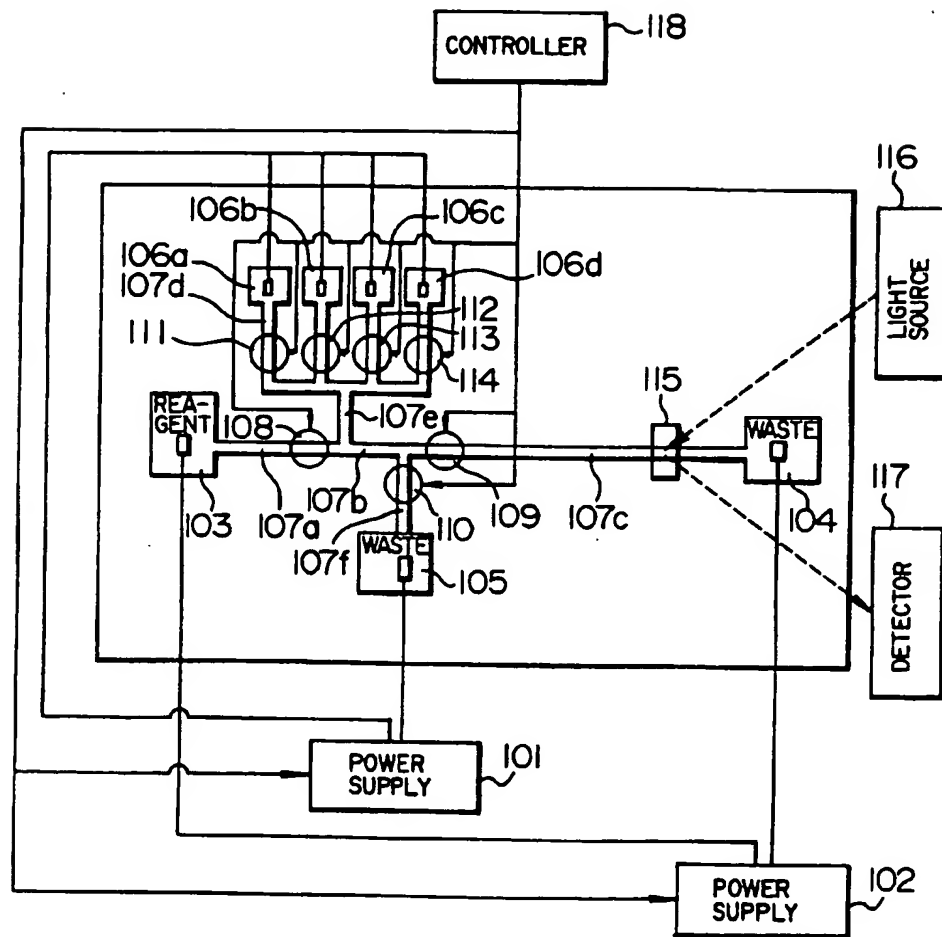 CONTROLLER
118
116
106b
106c
106a
106d
107d
112
111
113
LIGHT
SOURCE
114
115
REA-
GENT
107e
WASTE
108
117
107b
109
103
107a
110
107c
104
107f
WASTE
105
DETECTOR
POWER
SUPPLY
101
POWER
SUPPLY
102